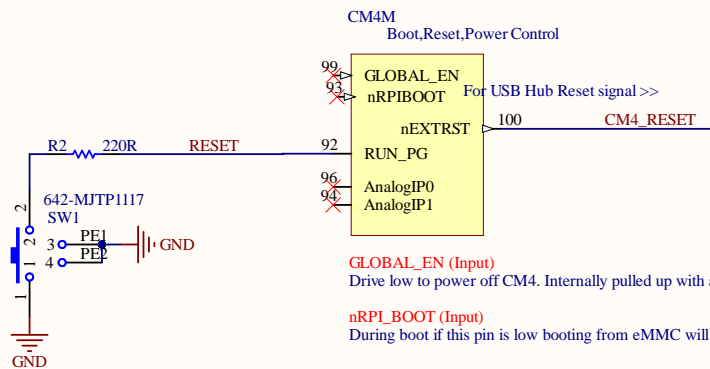 CM4M
Boot,Reset,Power Control
99
GLOBAL_EN
93
nRPIBOOT
For USB Hub Reset signal >>
nEXTRST
100
CM4_RESET
R2
220R
RESET
92
RUN_PG
96
AnalogIP0
94
AnalogIP1
642-MJTP1117
SW1
2
2
1
1
3
PE1
4
PE2
GND
GND
GLOBAL_EN (Input)
Drive low to power off CM4. Internally pulled up with
nRPI_BOOT (Input)
During boot if this pin is low booting from eMMC will